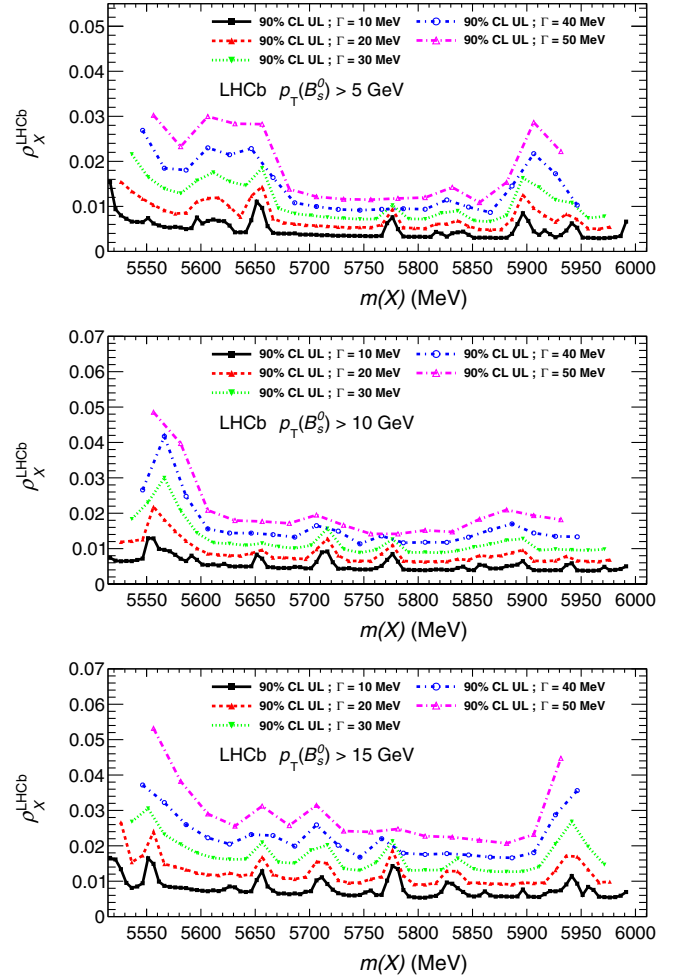 0.05
0.04
0.03
0.02
0.01
0
ρ_X^LHCb
90% CL UL ; Γ = 10 MeV
90% CL UL ; Γ = 20 MeV
90% CL UL ; Γ = 30 MeV
90% CL UL ; Γ = 40 MeV
90% CL UL ; Γ = 50 MeV
LHCb p_T(B_s^0) > 5 GeV
5550 5600 5650 5700 5750 5800 5850 5900 5950 6000
m(X) (MeV)
0.07
0.06
0.05
0.04
0.03
0.02
0.01
0
ρ_X^LHCb
90% CL UL ; Γ = 10 MeV
90% CL UL ; Γ = 20 MeV
90% CL UL ; Γ = 30 MeV
90% CL UL ; Γ = 40 MeV
90% CL UL ; Γ = 50 MeV
LHCb p_T(B_s^0) > 10 GeV
5550 5600 5650 5700 5750 5800 5850 5900 5950 6000
m(X) (MeV)
0.07
0.06
0.05
0.04
0.03
0.02
0.01
0
ρ_X^LHCb
90% CL UL ; Γ = 10 MeV
90% CL UL ; Γ = 20 MeV
90% CL UL ; Γ = 30 MeV
90% CL UL ; Γ = 40 MeV
90% CL UL ; Γ = 50 MeV
LHCb p_T(B_s^0) > 15 GeV
5550 5600 5650 5700 5750 5800 5850 5900 5950 6000
m(X) (MeV)